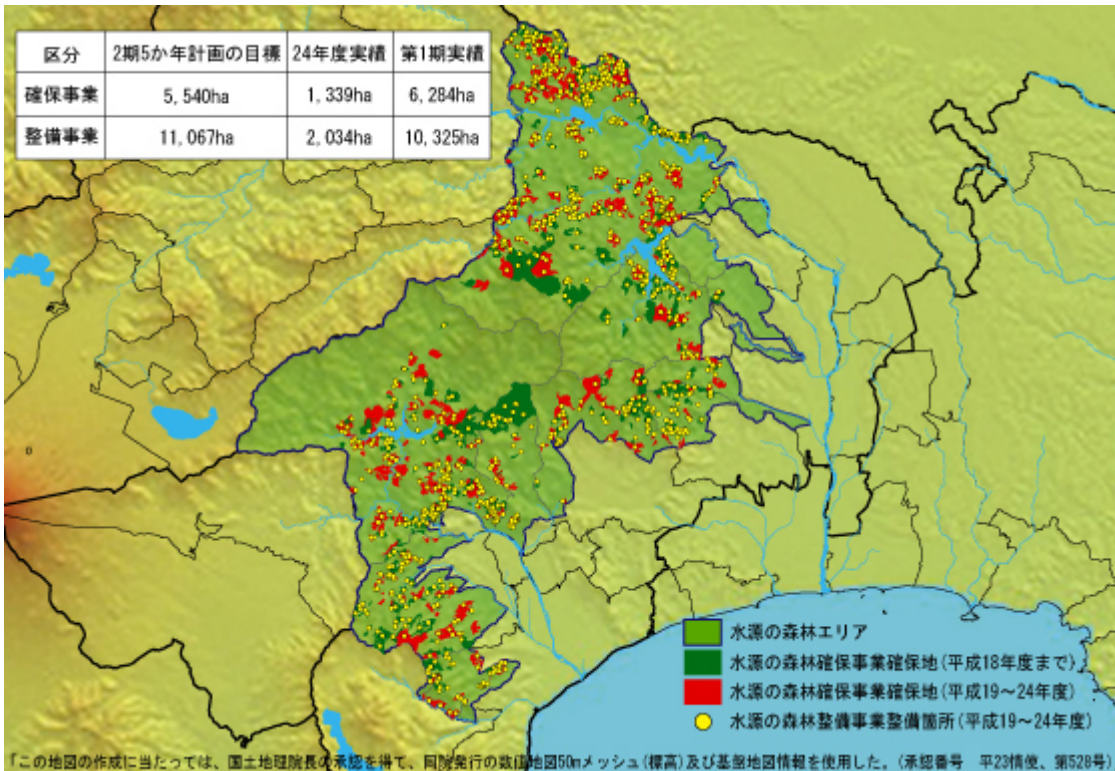 区分 2期5か年計画の目標 24年度実績 第1期実績
確保事業 5,540ha 1,339ha 6,284ha
整備事業 11,067ha 2,034ha 10,325ha
水源の森林エリア
水源の森林確保事業確保地(平成18年度まで)
水源の森林確保事業確保地(平成19～24年度)
水源の森林整備事業整備箇所(平成19～24年度)
「この地図の作成に当たっては、国土地理院長の承認を得て、同院発行の数値地図50mメッシュ(標高)及び基盤地図情報を使用した。(承認番号 平23情使、第528号)